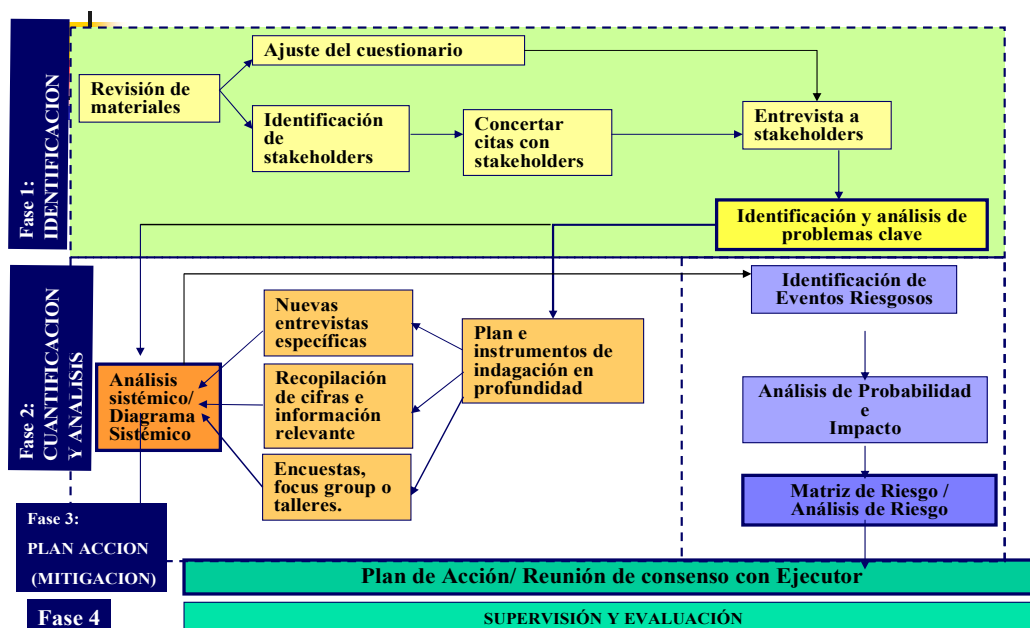 Fase 1:
IDENTIFICACION
Ajuste del cuestionario
Revisión de
materiales
Identificación
de
stakeholders
Concertar
citas con
stakeholders
Entrevista a
stakeholders
Identificación y análisis de
problemas clave
Fase 2:
CUANTIFICACION
Y ANALISIS
Identificación de
Eventos Riesgosos
Nuevas
entrevistas
específicas
Plan e
instrumentos de
indagación en
profundidad
Análisis
sistémico/
Diagrama
Sistémico
Recopilación
de cifras e
información
relevante
Análisis de Probabilidad
e
Impacto
Encuestas,
focus group o
talleres.
Matriz de Riesgo /
Análisis de Riesgo
Fase 3:
PLAN ACCION
(MITIGACION)
Plan de Acción/ Reunión de consenso con Ejecutor
Fase 4
SUPERVISIÓN Y EVALUACIÓN